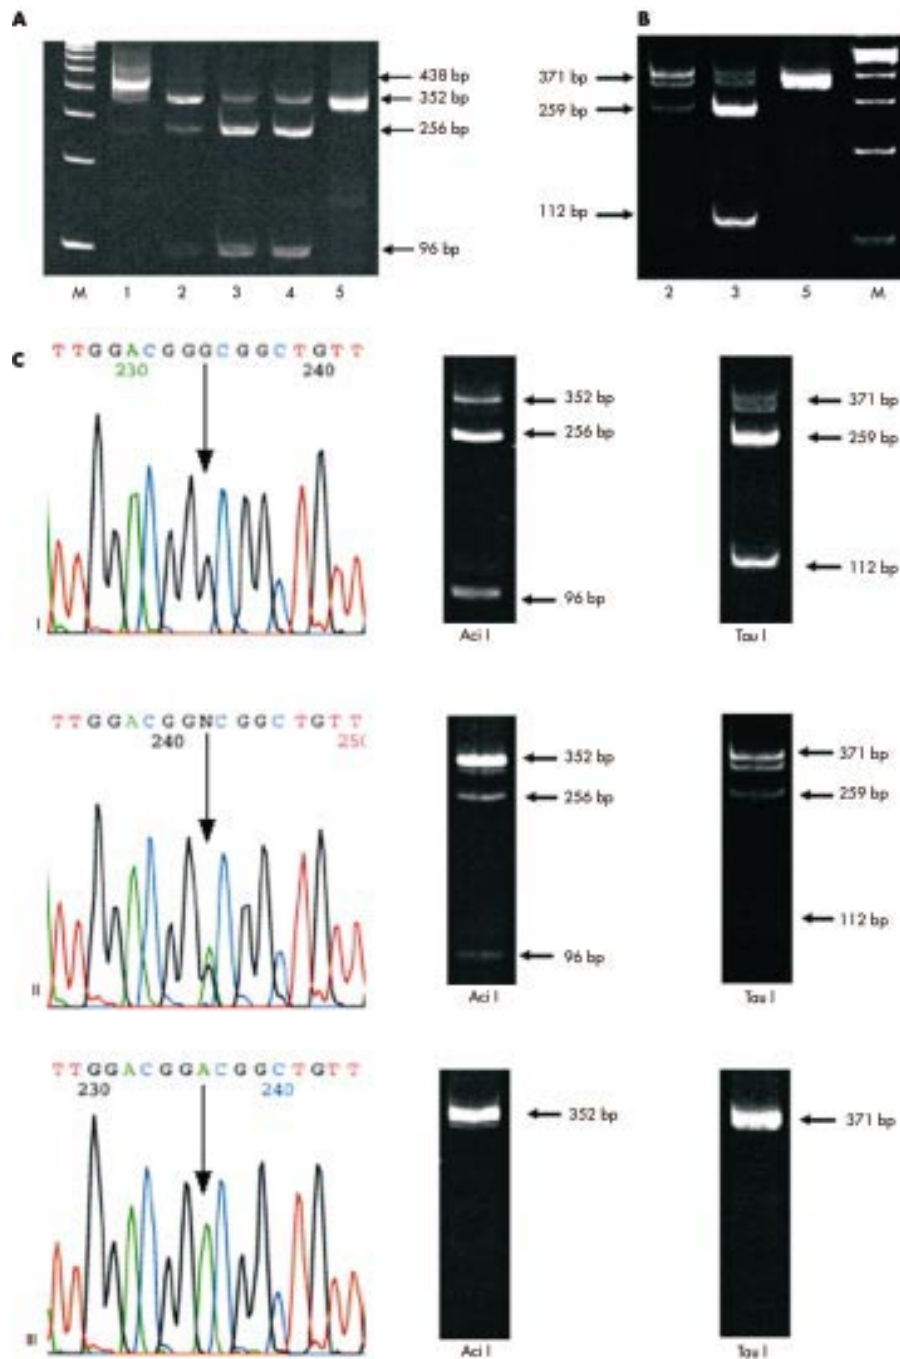 A
438 bp
352 bp
256 bp
96 bp
M 1 2 3 4 5
B
371 bp
259 bp
112 bp
2 3 5 M
C
T T G G A C G G G C G G C T G T T
230 240
I
352 bp
256 bp
96 bp
Aci I
371 bp
259 bp
112 bp
Tau I
T T G G A C G G N C G G C T G T T
240 250
II
352 bp
256 bp
96 bp
Aci I
371 bp
259 bp
112 bp
Tau I
T T G G A C G G A C G G C T G T T
230 240
III
352 bp
Aci I
371 bp
Tau I